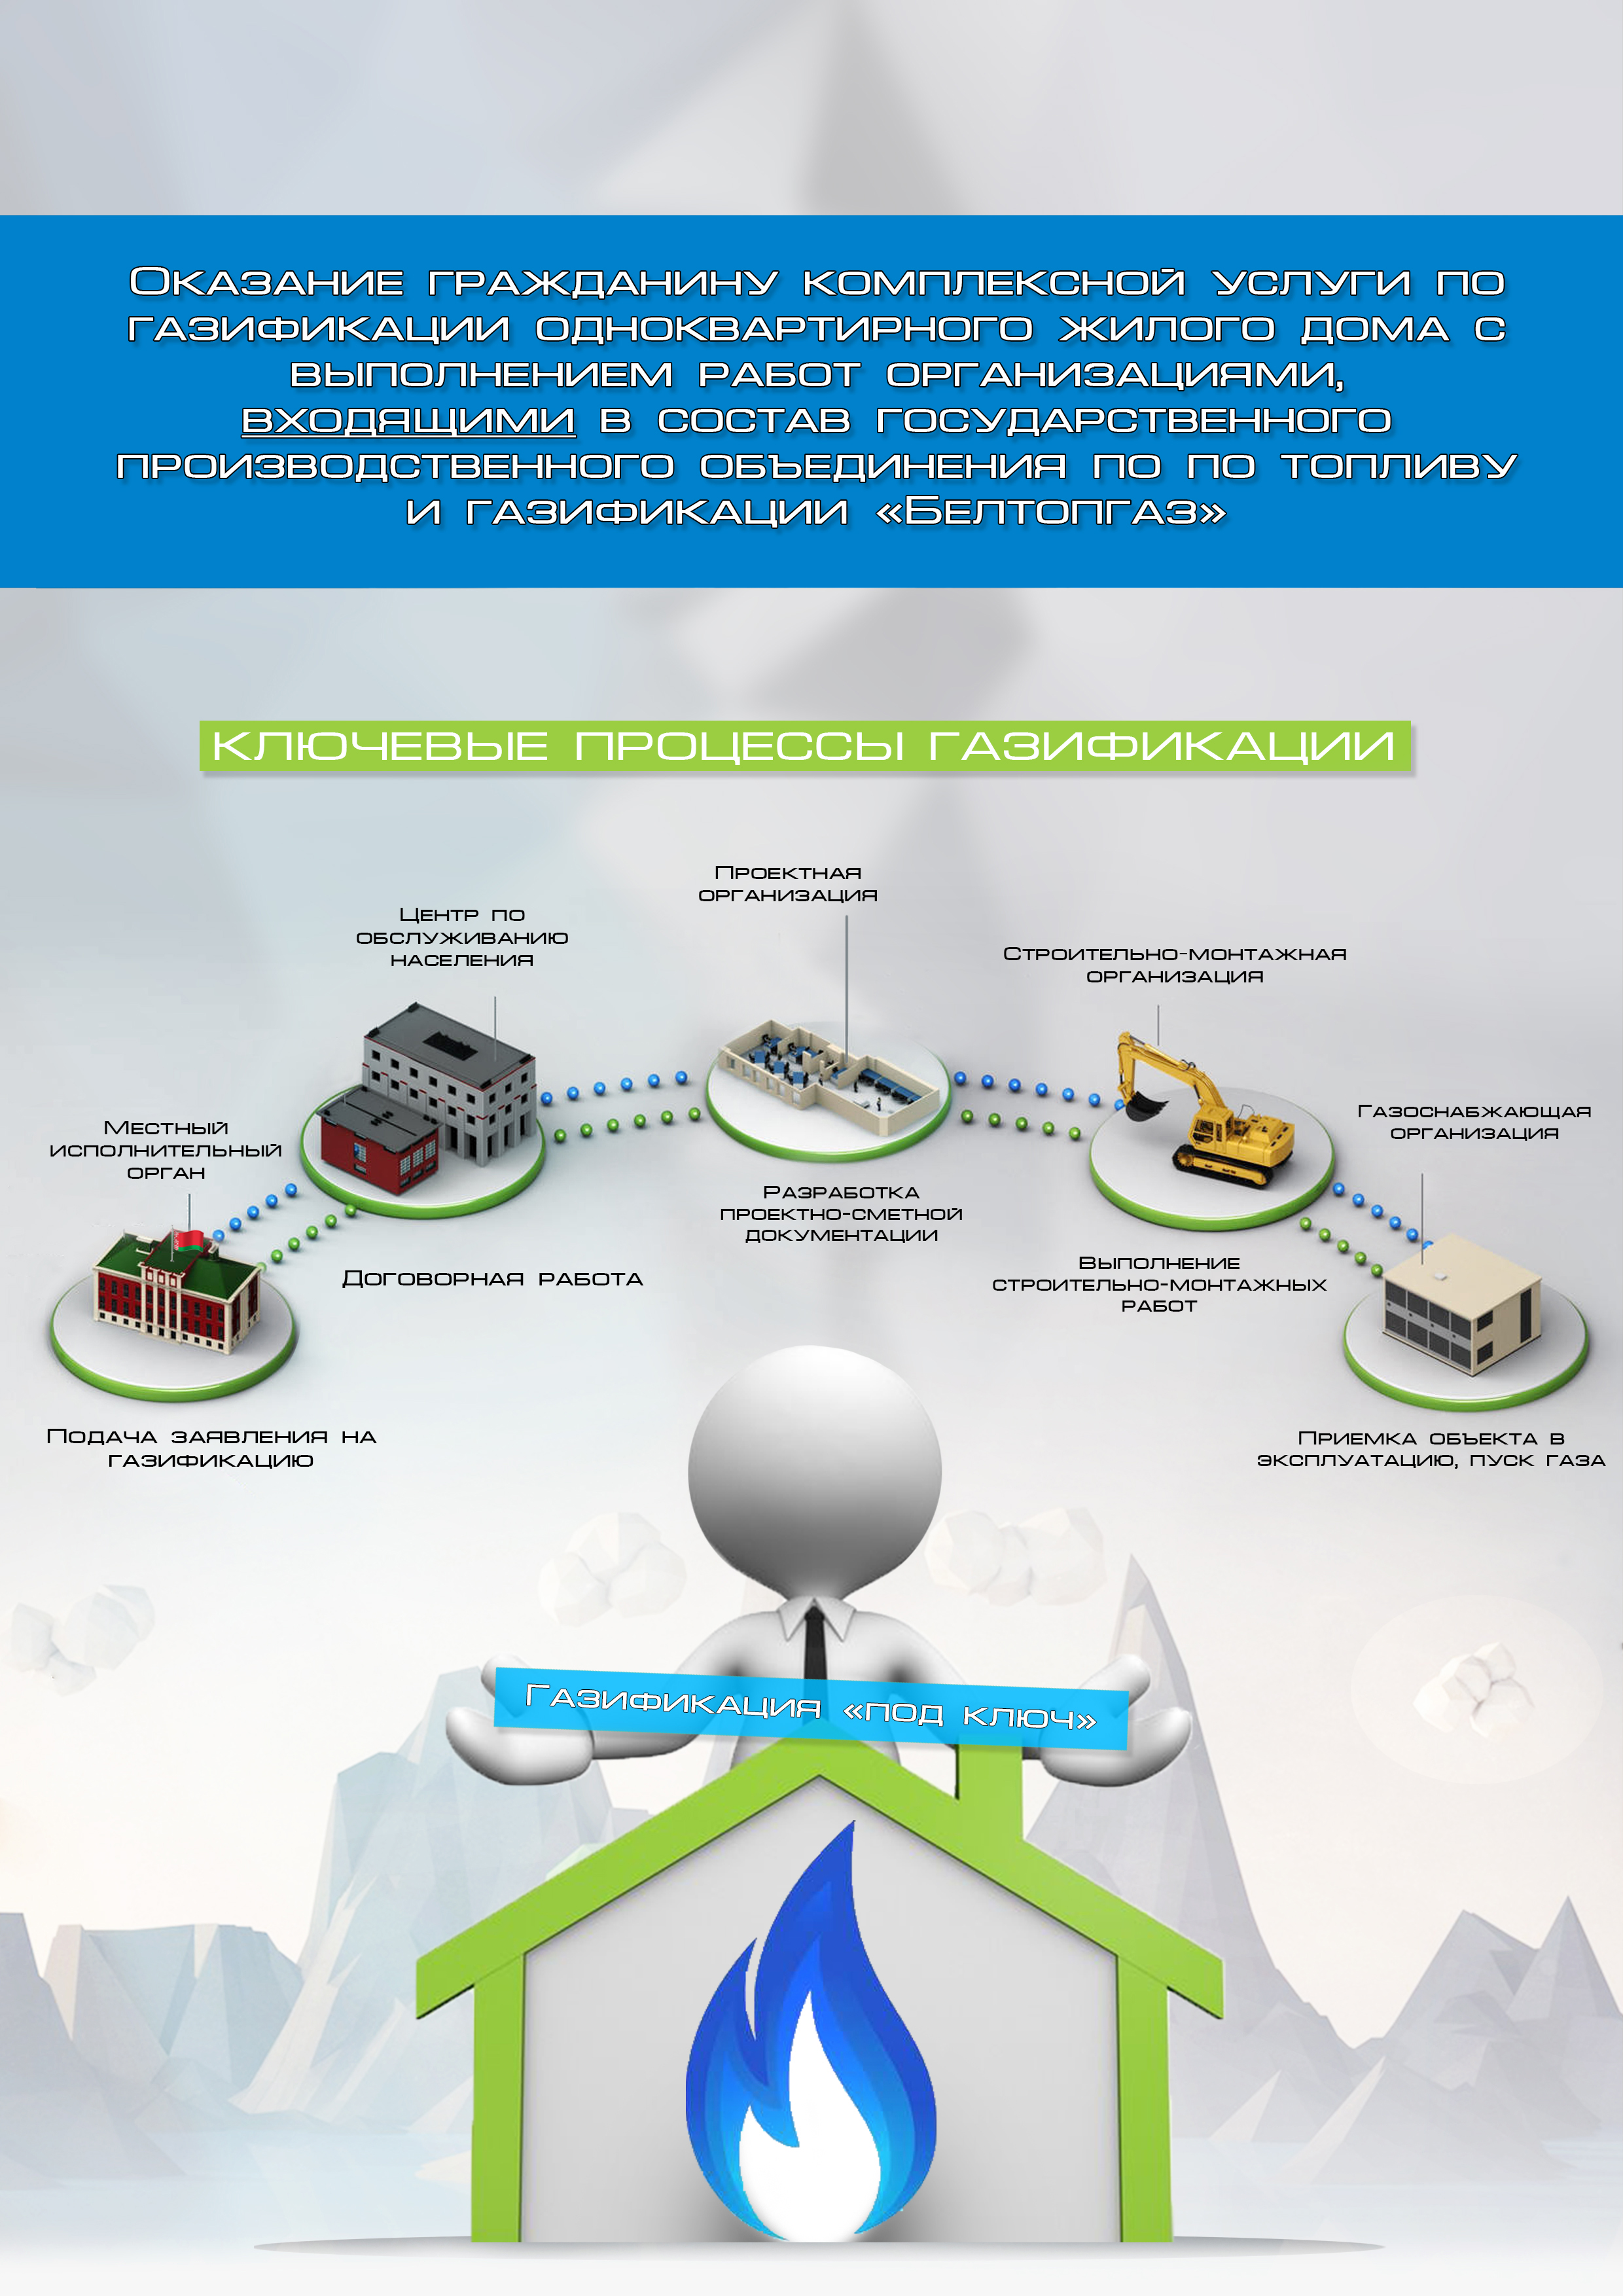 Оказание гражданину комплексной услуги по
газификации одноквартирного жилого дома с
выполнением работ организациями,
входящими в состав государственного
производственного объединения по по топливу
и газификации «Белтопгаз»
ключевые процессы газификации
Проектная
организация
Центр по
обслуживанию
населения
Строительно-монтажная
организация
Местный
исполнительный
орган
Газоснабжающая
организация
Разработка
проектно-сметной
документации
Договорная работа
Выполнение
строительно-монтажных
работ
Подача заявления на
газификацию
Приемка объекта в
эксплуатацию, пуск газа
Газификация «под ключ»